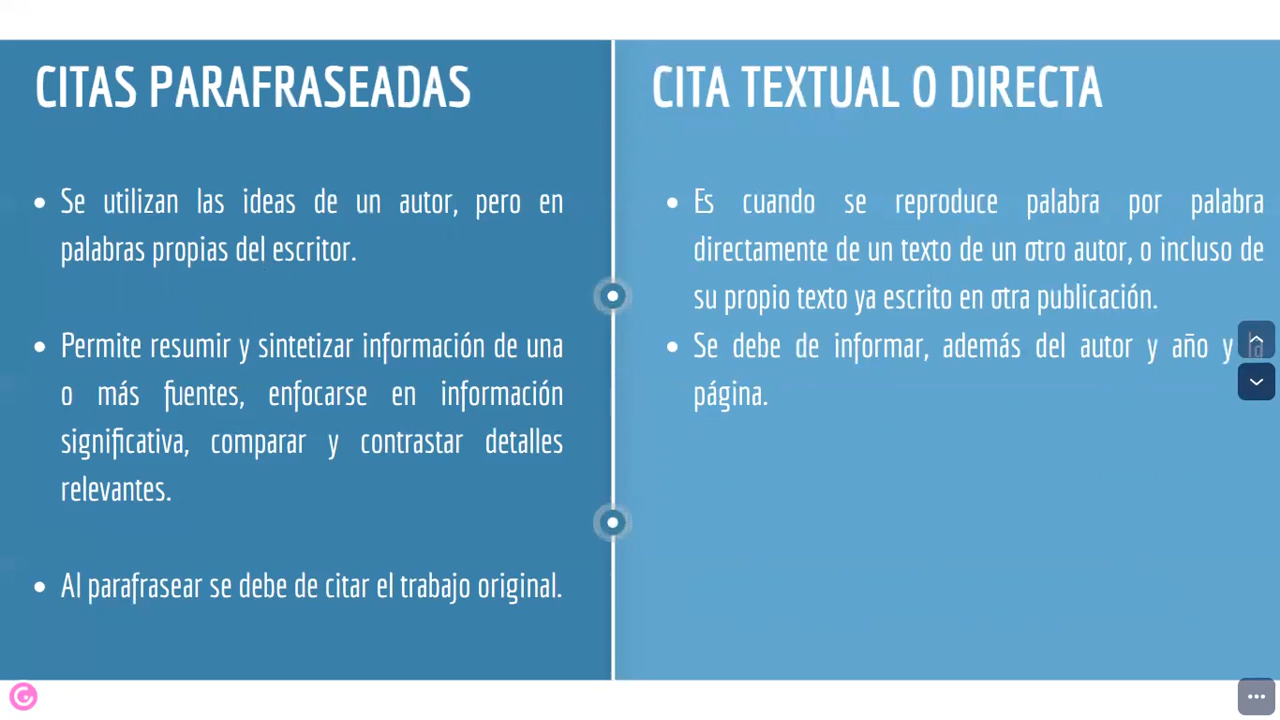 CITAS PARAFRASEADAS
Se utilizan las ideas de un autor, pero en
palabras propias del escritor.
Permite resumir y sintetizar información de una
o más fuentes, enfocarse en información
significativa, comparar y contrastar detalles
relevantes.
Al parafrasear se debe de citar el trabajo original.
CITA TEXTUAL O DIRECTA
Es cuando se reproduce palabra por palabra
directamente de un texto de un otro autor, o incluso de
su propio texto ya escrito en otra publicación.
Se debe de informar, además del autor y año y la
página.